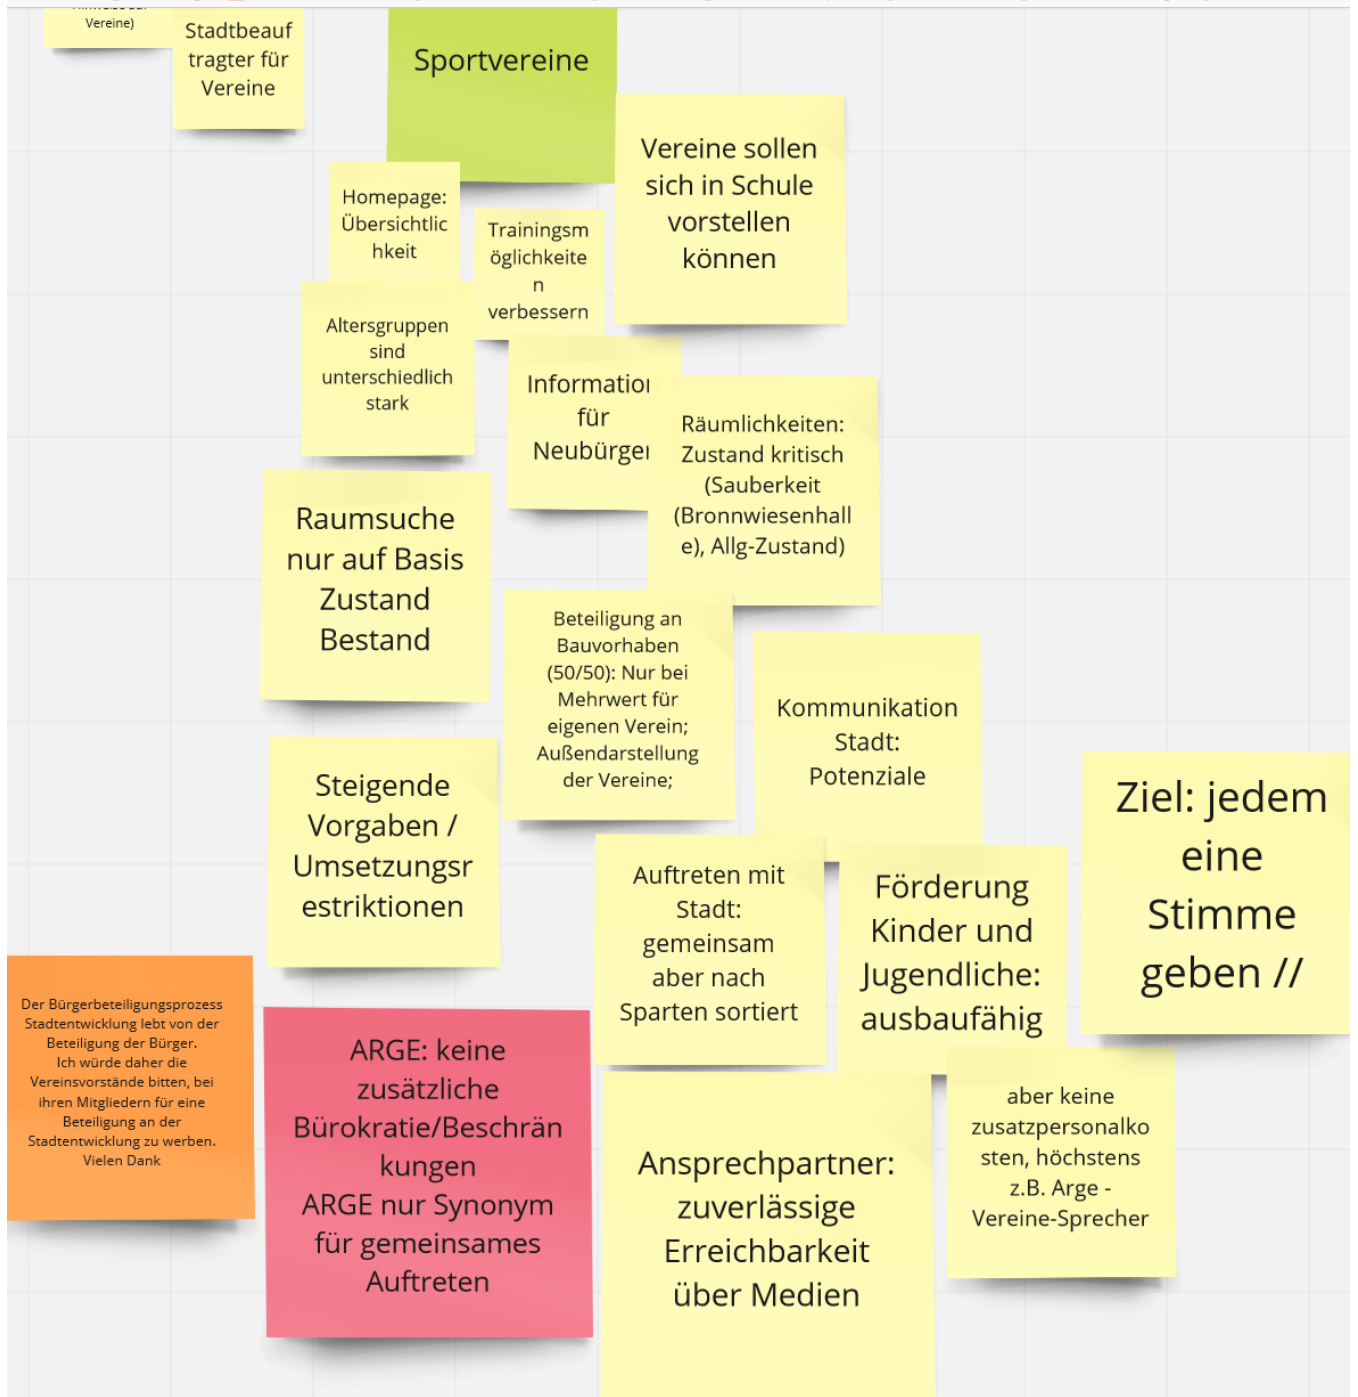 Vereine)
Stadtbeauf
tragter für
Vereine
Sportvereine
Vereine sollen
sich in Schule
vorstellen
können
Homepage:
Übersichtlic
hkeit
Trainingsm
öglichkeite
n
verbessern
Altersgruppen
sind
unterschiedlich
stark
Information
für
Neubürger
Räumlichkeiten:
Zustand kritisch
(Sauberkeit
(Bronnwiesenhall
e), Allg-Zustand)
Raumsuche
nur auf Basis
Zustand
Bestand
Beteiligung an
Bauvorhaben
(50/50): Nur bei
Mehrwert für
eigenen Verein;
Außendarstellung
der Vereine;
Kommunikation
Stadt:
Potenziale
Steigende
Vorgaben /
Umsetzungsr
estriktionen
Ziel: jedem
eine
Stimme
geben //
Auftreten mit
Stadt:
gemeinsam
aber nach
Sparten sortiert
Förderung
Kinder und
Jugendliche:
ausbaufähig
Der Bürgerbeteiligungsprozess
Stadtentwicklung lebt von der
Beteiligung der Bürger.
Ich würde daher die
Vereinsvorstände bitten, bei
ihren Mitgliedern für eine
Beteiligung an der
Stadtentwicklung zu werben.
Vielen Dank
ARGE: keine
zusätzliche
Bürokratie/Beschrän
kungen
ARGE nur Synonym
für gemeinsames
Auftreten
Ansprechpartner:
zuverlässige
Erreichbarkeit
über Medien
aber keine
zusatzpersonalko
sten, höchstens
z.B. Arge -
Vereine-Sprecher